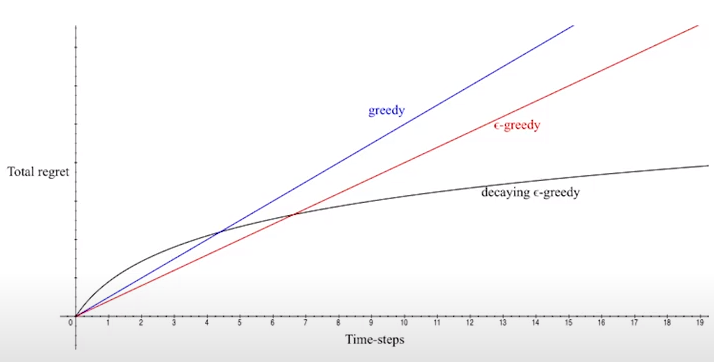 greedy
ϵ-greedy
Total regret
decaying ϵ-greedy
0 1 2 3 4 5 6 7 8 9 10 11 12 13 14 15 16 17 18 19
Time-steps